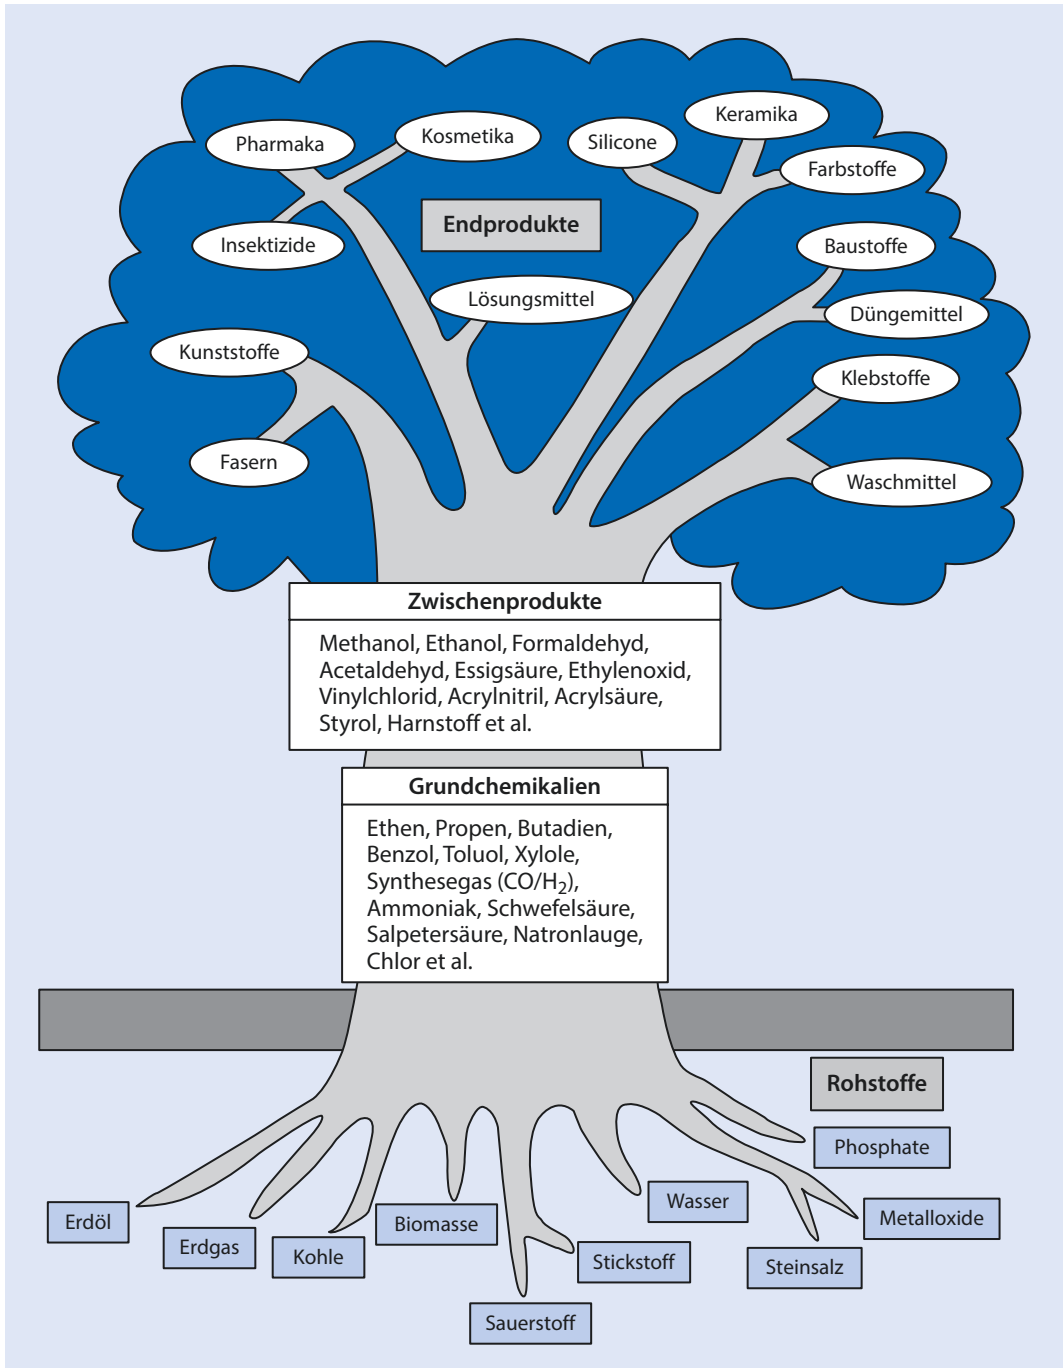 Keramika
Kosmetika
Pharmaka
Silicone
Farbstoffe
Endprodukte
Insektizide
Baustoffe
Lösungsmittel
Düngemittel
Kunststoffe
Klebstoffe
Fasern
Waschmittel
Zwischenprodukte
Methanol, Ethanol, Formaldehyd,
Acetaldehyd, Essigsäure, Ethylenoxid,
Vinylchlorid, Acrylnitril, Acrylsäure,
Styrol, Harnstoff et al.
Grundchemikalien
Ethen, Propen, Butadien,
Benzol, Toluol, Xylole,
Synthesegas (CO/H₂),
Ammoniak, Schwefelsäure,
Salpetersäure, Natronlauge,
Chlor et al.
Rohstoffe
Phosphate
Wasser
Metalloxide
Erdöl
Biomasse
Erdgas
Kohle
Stickstoff
Steinsalz
Sauerstoff